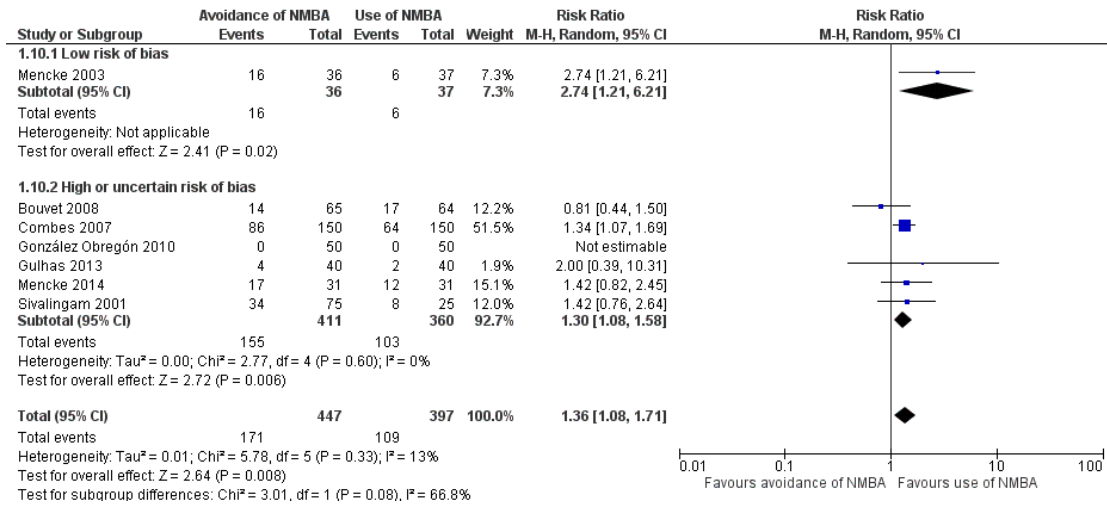 Avoidance of NMBA Use of NMBA Risk Ratio Risk Ratio
Study or Subgroup Events Total Events Total Weight M-H, Random, 95% CI M-H, Random, 95% CI
1.10.1 Low risk of bias
Mencke 2003 16 36 6 37 7.3% 2.74 [1.21, 6.21]
Subtotal (95% CI) 36 37 7.3% 2.74 [1.21, 6.21]
Total events 16 6
Heterogeneity: Not applicable
Test for overall effect: Z = 2.41 (P = 0.02)
1.10.2 High or uncertain risk of bias
Bouvet 2008 14 65 17 64 12.2% 0.81 [0.44, 1.50]
Combes 2007 86 150 64 150 51.5% 1.34 [1.07, 1.69]
González Obregón 2010 0 50 0 50 Not estimable
Gulhas 2013 4 40 2 40 1.9% 2.00 [0.39, 10.31]
Mencke 2014 17 31 12 31 15.1% 1.42 [0.82, 2.45]
Sivalingam 2001 34 75 8 25 12.0% 1.42 [0.76, 2.64]
Subtotal (95% CI) 411 360 92.7% 1.30 [1.08, 1.58]
Total events 155 103
Heterogeneity: Tau² = 0.00; Chi² = 2.77, df = 4 (P = 0.60); I² = 0%
Test for overall effect: Z = 2.72 (P = 0.006)
Total (95% CI) 447 397 100.0% 1.36 [1.08, 1.71]
Total events 171 109
Heterogeneity: Tau² = 0.01; Chi² = 5.78, df = 5 (P = 0.33); I² = 13%
Test for overall effect: Z = 2.64 (P = 0.008)
Test for subgroup differences: Chi² = 3.01, df = 1 (P = 0.08), I² = 66.8%
0.01 0.1 1 10 100
Favours avoidance of NMBA Favours use of NMBA